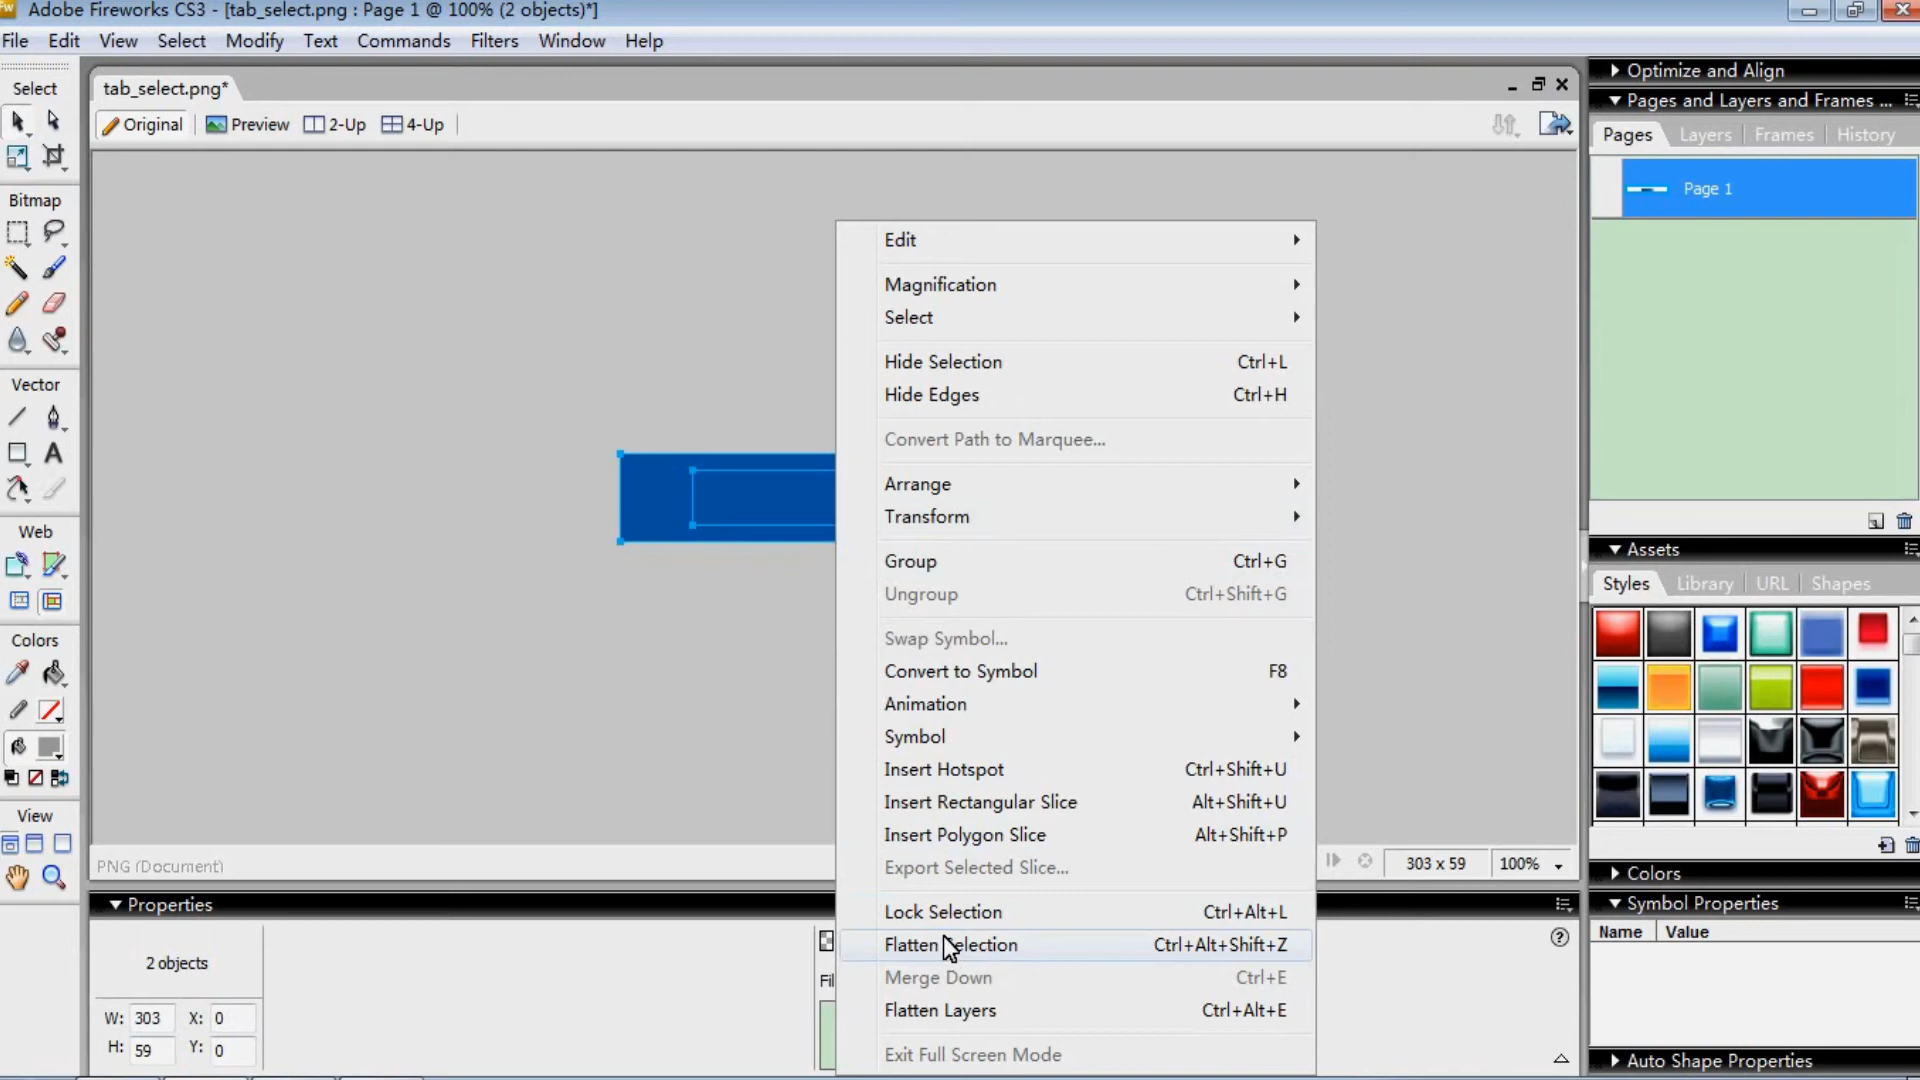 Fw Adobe Fireworks CS3 - [tab_select.png : Page 1 @ 100% (2 objects)*]
File Edit View Select Modify Text Commands Filters Window Help
Select
tab_select.png*
Original Preview 2-Up 4-Up
Bitmap
Vector
A
Web
Colors
View
Edit
Magnification
Select
Hide Selection Ctrl+L
Hide Edges Ctrl+H
Convert Path to Marquee...
Arrange
Transform
Group Ctrl+G
Ungroup Ctrl+Shift+G
Swap Symbol...
Convert to Symbol F8
Animation
Symbol
Insert Hotspot Ctrl+Shift+U
Insert Rectangular Slice Alt+Shift+U
Insert Polygon Slice Alt+Shift+P
Export Selected Slice...
Lock Selection Ctrl+Alt+L
Flatten Selection Ctrl+Alt+Shift+Z
Merge Down Ctrl+E
Flatten Layers Ctrl+Alt+E
Exit Full Screen Mode
PNG (Document)
303 x 59 100%
Properties
2 objects
W: 303 X: 0
H: 59 Y: 0
Fil
Optimize and Align
Pages and Layers and Frames ...
Pages Layers Frames History
Page 1
Assets
Styles Library URL Shapes
Colors
Symbol Properties
Name Value
Auto Shape Properties